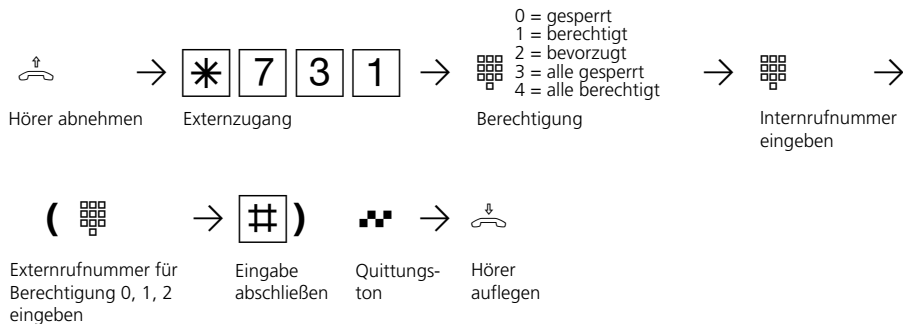 0 = gesperrt
1 = berechtigt
2 = bevorzugt
3 = alle gesperrt
4 = alle berechtigt
* 7 3 1
Hörer abnehmen
Externzugang
Berechtigung
Internrufnummer
eingeben
( # )
Externrufnummer für
Berechtigung 0, 1, 2
eingeben
Eingabe
abschließen
Quittungs-
ton
Hörer
auflegen